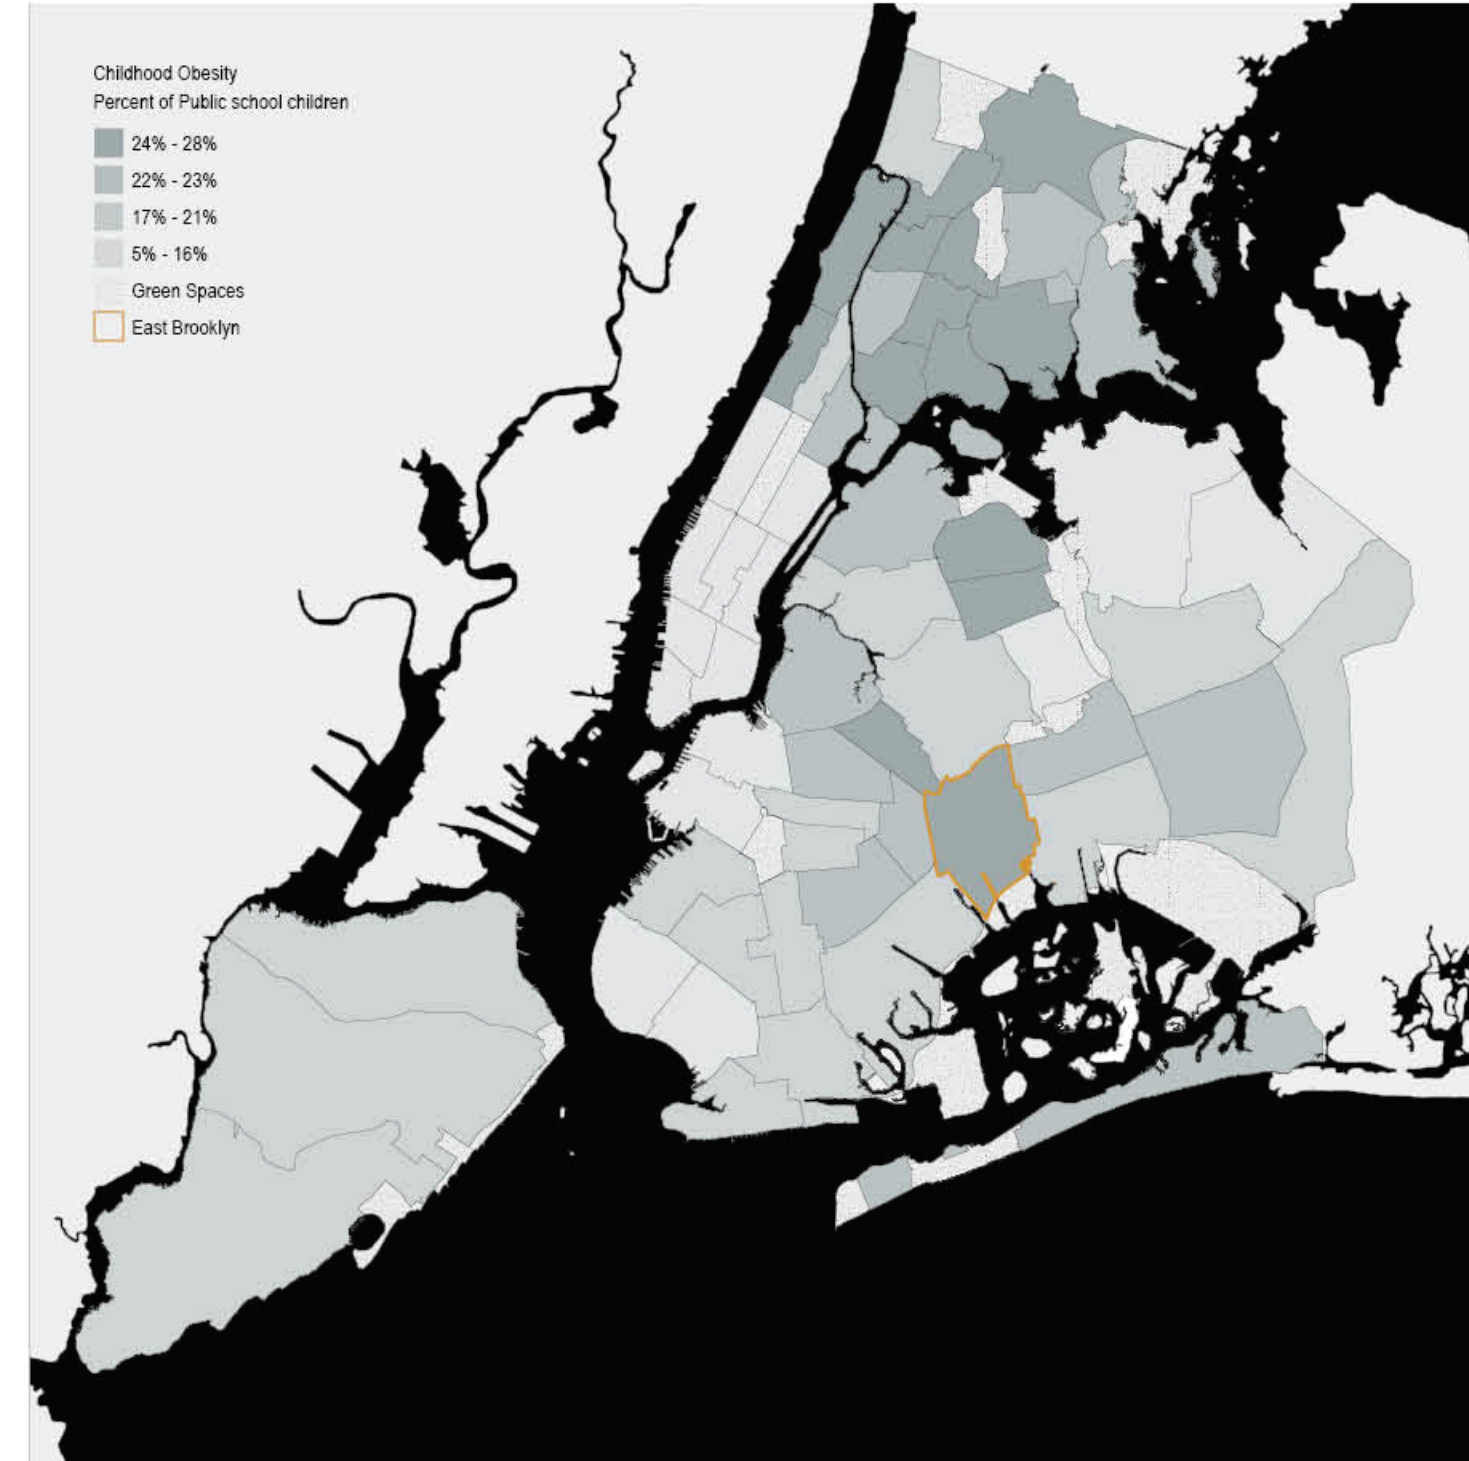 Childhood Obesity
Percent of Public school children
24% - 28%
22% - 23%
17% - 21%
5% - 16%
Green Spaces
East Brooklyn